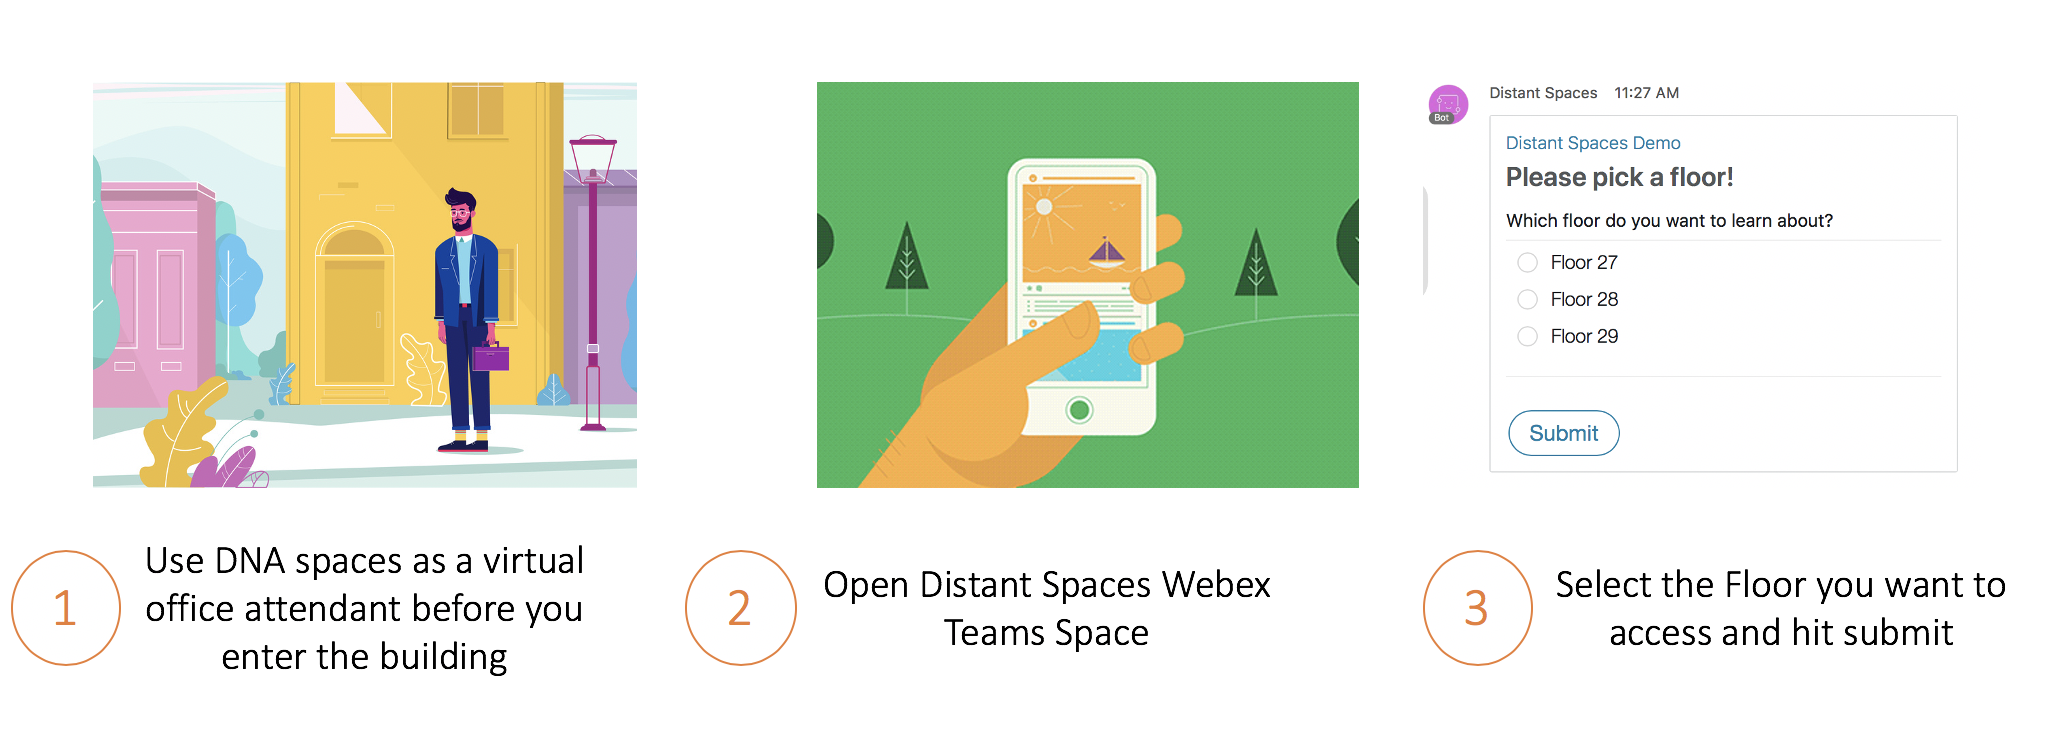 Distant Spaces 11:27 AM
Bot
Distant Spaces Demo
Please pick a floor!
Which floor do you want to learn about?
Floor 27
Floor 28
Floor 29
Submit
1
Use DNA spaces as a virtual
office attendant before you
enter the building
2
Open Distant Spaces Webex
Teams Space
3
Select the Floor you want to
access and hit submit